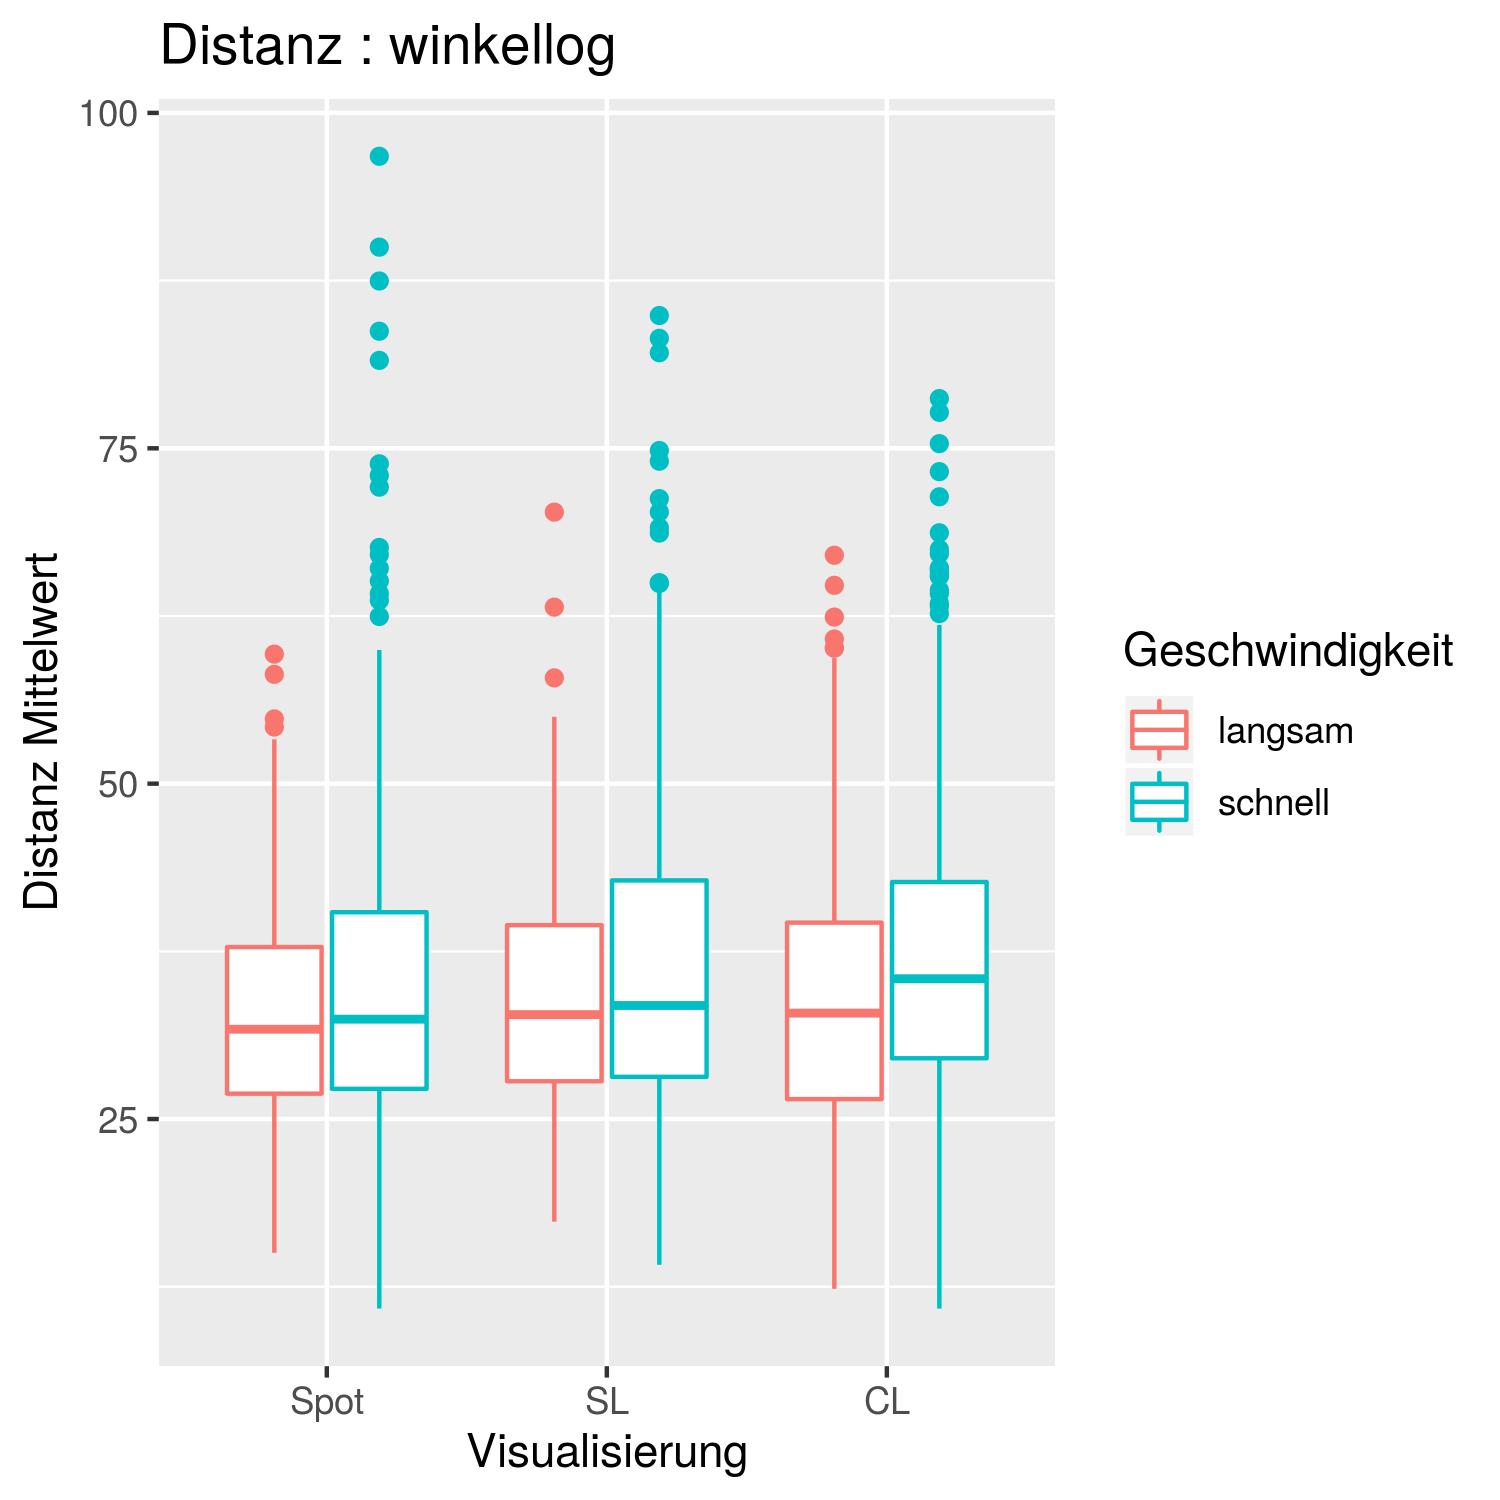 Distanz : winkellog
100
75
50
25
Distanz Mittelwert
Spot SL CL
Visualisierung
Geschwindigkeit
langsam
schnell